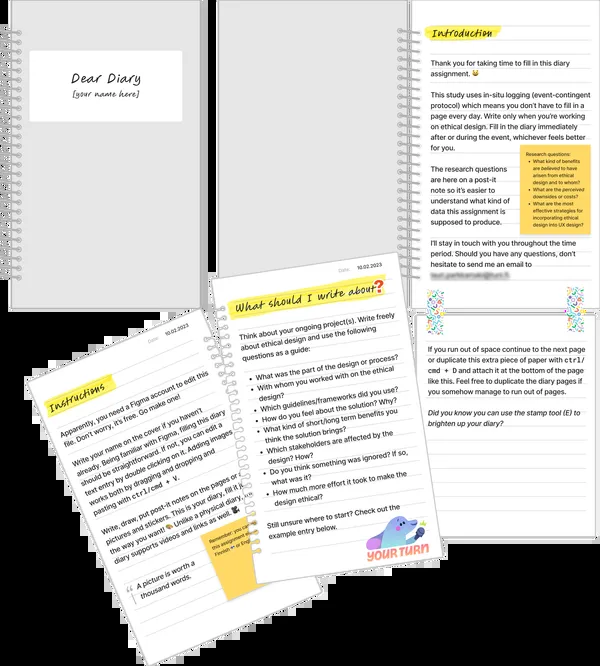 Dear Diary
[your name here]
Introduction
Thank you for taking time to fill in this diary
assignment. 😸
This study uses in-situ logging (event-contingent
protocol) which means you don't have to fill in a
page every day. Write only when you're working
on ethical design. Fill in the diary immediately
after or during the event, whichever feels better
for you.
The research questions
are here on a post-it
note so it's easier to
understand what kind of
data this assignment is
supposed to produce.
Research questions:
• What kind of benefits
are believed to have
arisen from ethical
design and to whom?
• What are the perceived
downsides or costs?
• What are the most
effective strategies for
incorporating ethical
design into UX design?
I'll stay in touch with you throughout the time
period. Should you have any questions, don't
hesitate to send me an email to
If you run out of space continue to the next page
or duplicate this extra piece of paper with ctrl/
cmd + D and attach it at the bottom of the page
like this. Feel free to duplicate the diary pages if
you somehow manage to run out of pages.
Did you know you can use the stamp tool (E) to
brighten up your diary?
Date 10.02.2023
What should I write about❓
Think about your ongoing project(s). Write freely
about ethical design and use the following
questions as a guide:
• What was the part of the design or process?
• With whom you worked with on the ethical
design?
• Which guidelines/frameworks did you use?
• How do you feel about the solution? Why?
• What kind of short/long term benefits you
think the solution brings?
• Which stakeholders are affected by the
design? How?
• Do you think something was ignored? If so,
what was it?
• How much more effort it took to make the
design ethical?
Still unsure where to start? Check out the
example entry below.
YOUR TURN
Date 10.02.2023
Instructions
Apparently, you need a Figma account to edit this
file. Don't worry, it's free. Go make one!
Write your name on the cover if you haven't
already. Being familiar with Figma, filling this diary
should be straightforward. If not, you can edit a
text entry by double clicking on it. Adding images
works both by dragging and dropping and
pasting with ctrl/cmd + V.
Write, draw, put post-it notes on the pages or
pictures and stickers. This is your diary, fill it
the way you want! Unlike a physical diary,
diary supports videos and links as well.
Remember: you can
this assignment
Finnish or
A picture is worth a
thousand words.